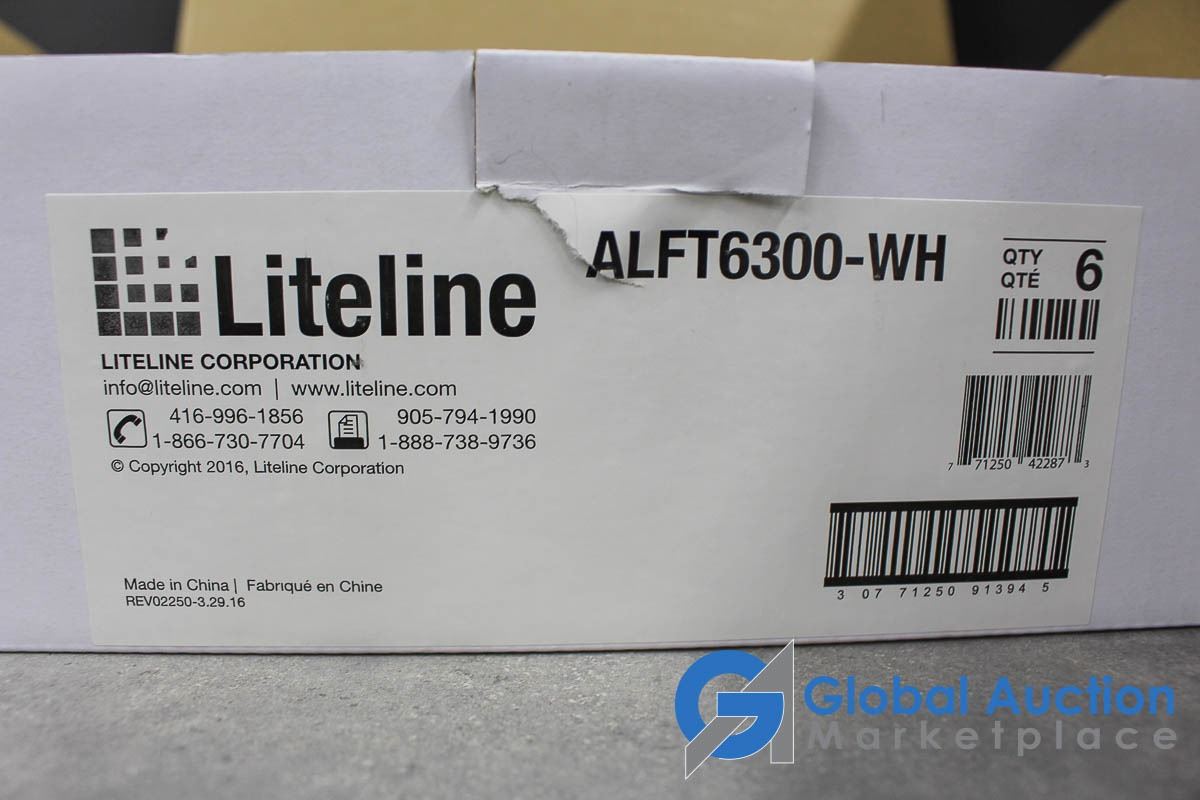 Liteline
LITELINE CORPORATION
info@liteline.com | www.liteline.com
416-996-1856
1-866-730-7704
905-794-1990
1-888-738-9736
© Copyright 2016, Liteline Corporation
Made in China | Fabriqué en Chine
REV02250-3.29.16
ALFT6300-WH
QTY
QTÉ
6
7 71250 42287 3
3 07 71250 91394 5
Global Auction
Marketplace